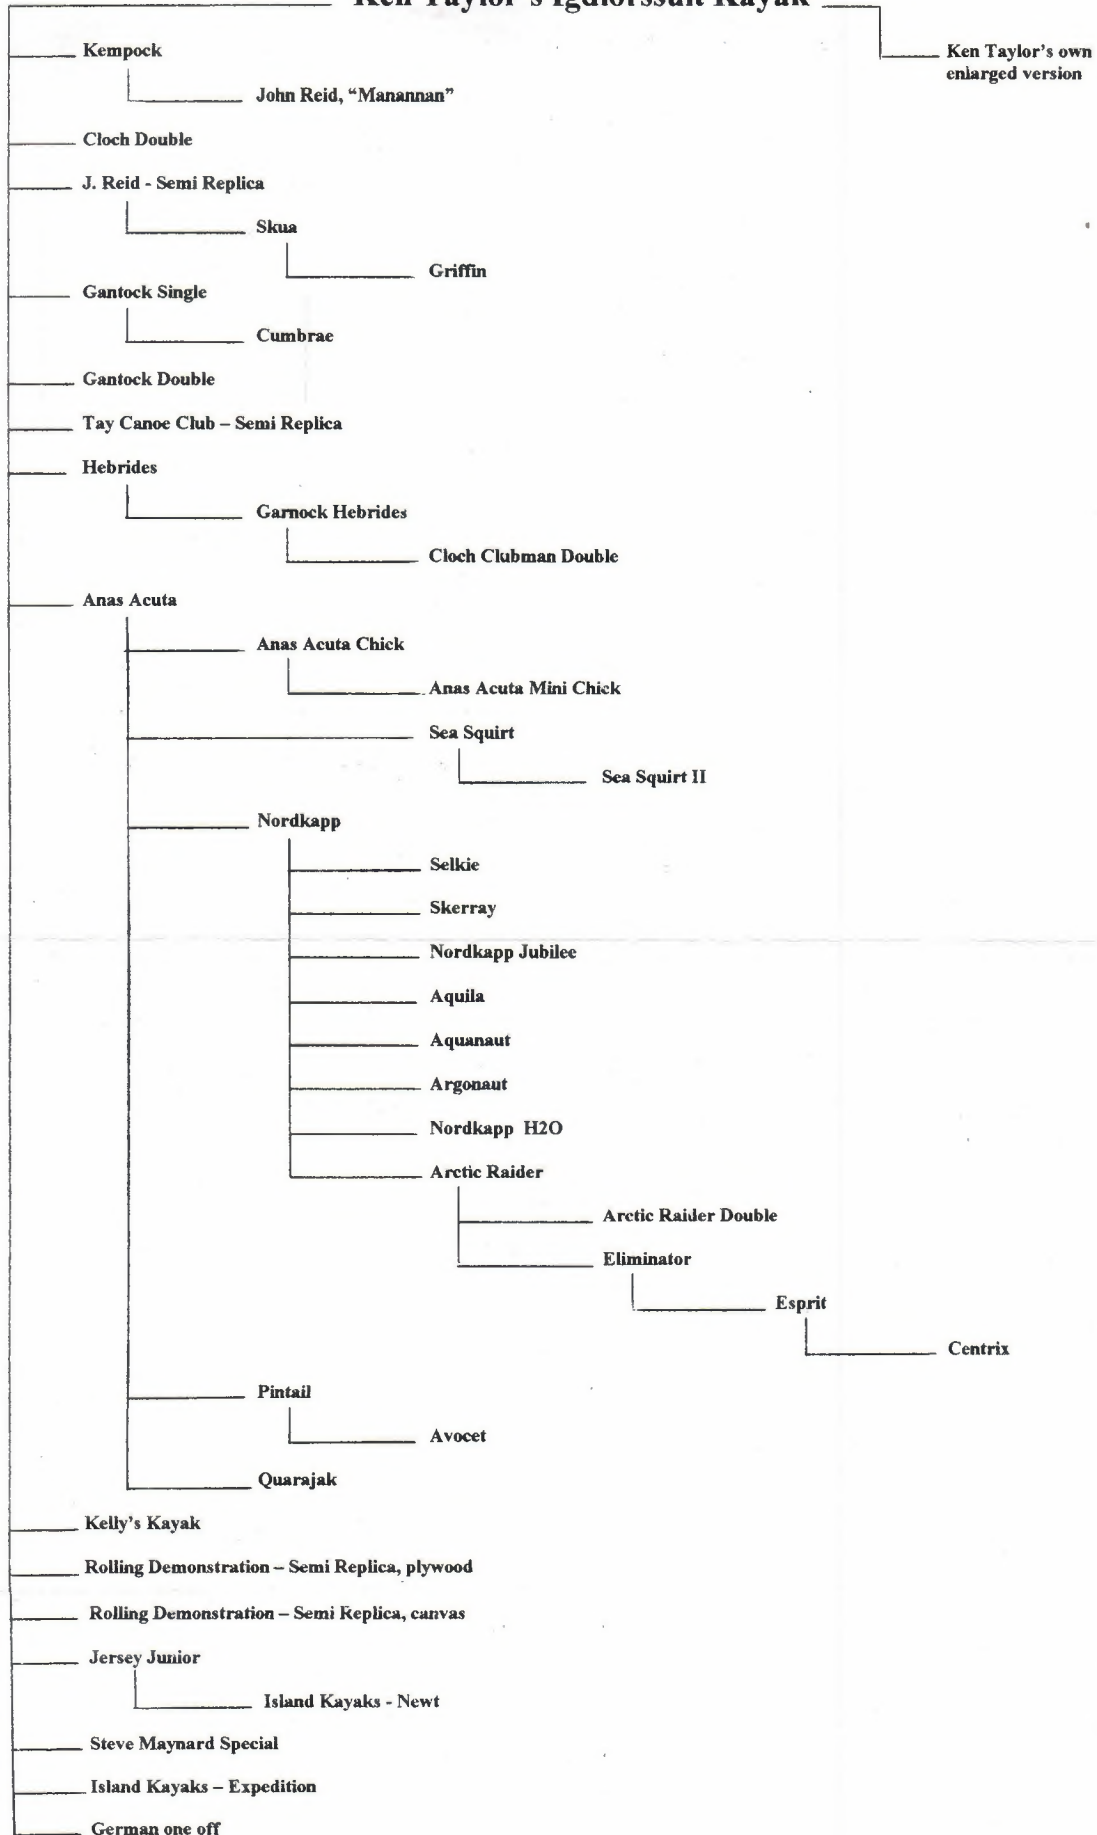 Ken Taylor's Igdlorssuit Kayak
Kempock
Ken Taylor's own
enlarged version
John Reid, “Manannan”
Cloch Double
J. Reid - Semi Replica
Skua
Griffin
Gantock Single
Cumbrae
Gantock Double
Tay Canoe Club – Semi Replica
Hebrides
Garnock Hebrides
Cloch Clubman Double
Anas Acuta
Anas Acuta Chick
Anas Acuta Mini Chick
Sea Squirt
Sea Squirt II
Nordkapp
Selkie
Skerray
Nordkapp Jubilee
Aquila
Aquanaut
Argonaut
Nordkapp H2O
Arctic Raider
Arctic Raider Double
Eliminator
Esprit
Centrix
Pintail
Avocet
Quarajak
Kelly's Kayak
Rolling Demonstration – Semi Replica, plywood
Rolling Demonstration – Semi Replica, canvas
Jersey Junior
Island Kayaks - Newt
Steve Maynard Special
Island Kayaks – Expedition
German one off